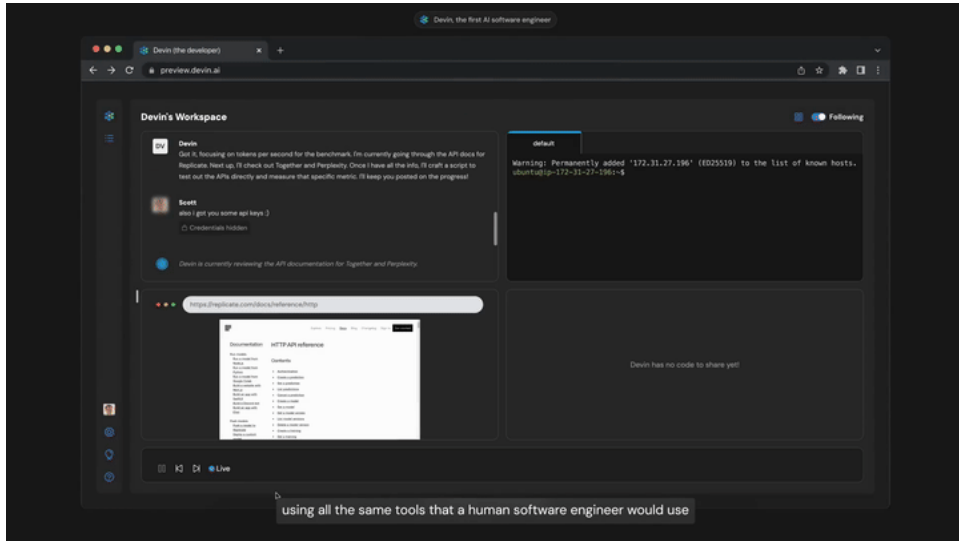 Devin, the first AI software engineer
Devin (the developer)
preview.devin.ai
Devin's Workspace
Following
DV
Devin
Got it, focusing on tokens per second for the benchmark. I'm currently going through the API docs for
Replicate. Next up, I'll check out Together and Perplexity. Once I have all the info, I'll craft a script to
test out the APIs directly and measure that specific metric. I'll keep you posted on the progress!
Scott
also i got you some api keys :)
Credentials hidden
Devin is currently reviewing the API documentation for Together and Perplexity.
default
Warning: Permanently added '172.31.27.196' (ED25519) to the list of known hosts.
ubuntu@ip-172-31-27-196:~$
https://replicate.com/docs/reference/http
Documentation
HTTP API reference
Contents
Devin has no code to share yet!
Live
using all the same tools that a human software engineer would use